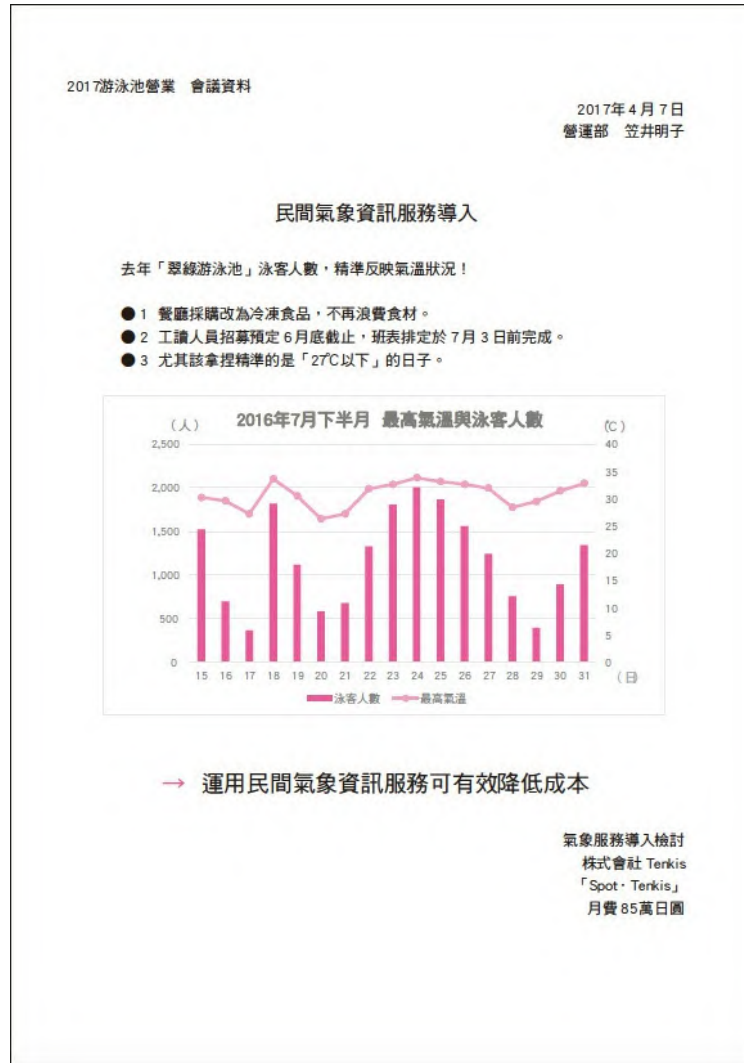 2017游泳池營業　會議資料
2017年4月7日
營運部　笠井明子
民間氣象資訊服務導入
去年「翠綠游泳池」泳客人數，精準反映氣溫狀況！
●1 餐廳採購改為冷凍食品，不再浪費食材。
●2 工讀人員招募預定6月底截止，班表排定於7月3日前完成。
●3 尤其該拿捏精準的是「27℃以下」的日子。
（人） 2016年7月下半月 最高氣溫與泳客人數 (℃)
2,500 40
35
2,000 30
1,500 25
20
1,000 15
500 10
5
0 0
15 16 17 18 19 20 21 22 23 24 25 26 27 28 29 30 31 （日）
泳客人數 最高氣溫
→ 運用民間氣象資訊服務可有效降低成本
氣象服務導入檢討
株式會社 Tenkis
「Spot・Tenkis」
月費85萬日圓